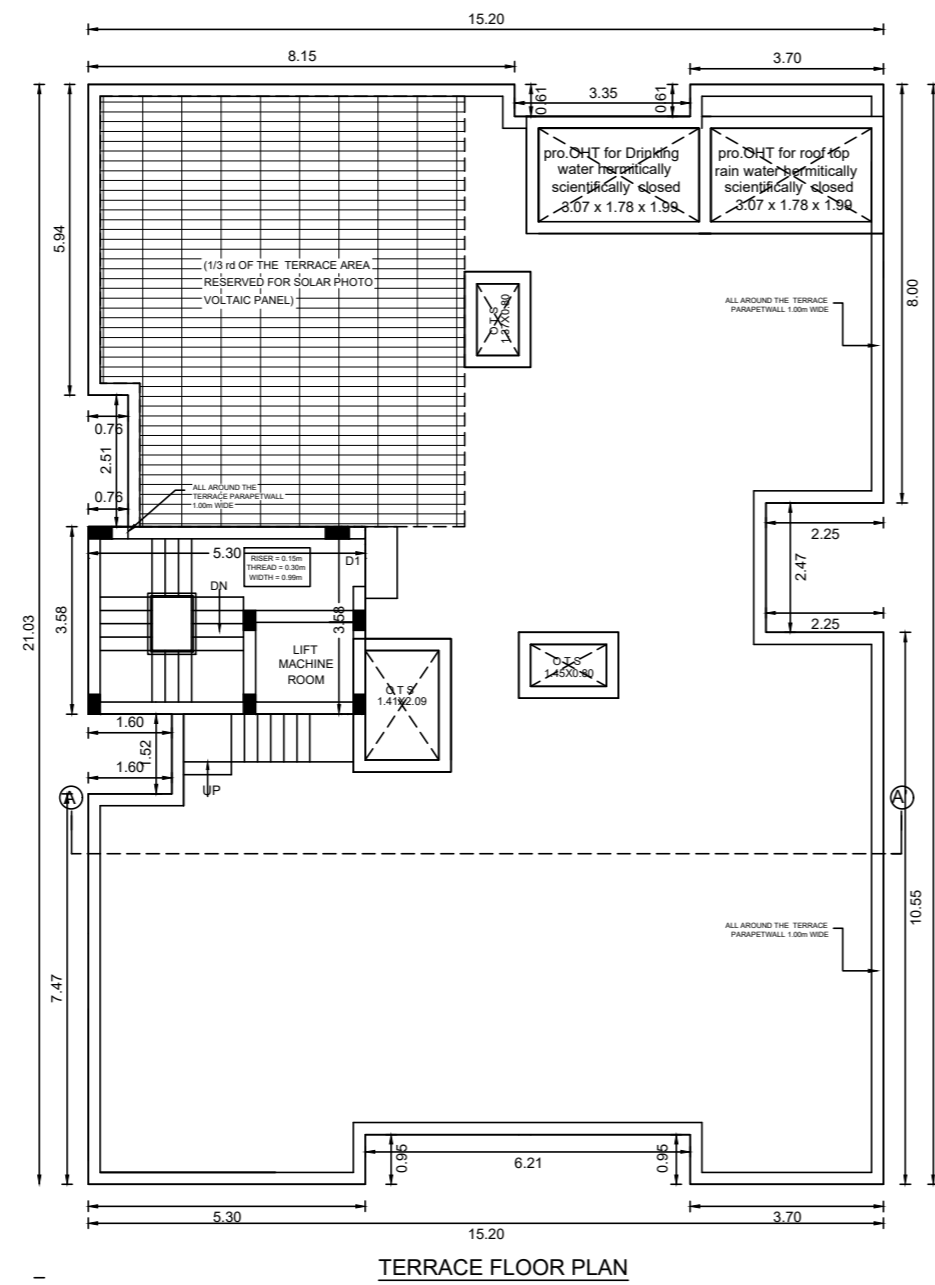 15.20
8.15
3.70
0.61
3.35
0.61
pro.OHT for Drinking
water hermitically
scientifically closed
3.07 x 1.78 x 1.99
pro.OHT for roof top
rain water hermitically
scientifically closed
3.07 x 1.78 x 1.99
5.94
(1/3 rd OF THE TERRACE AREA
RESERVED FOR SOLAR PHOTO
VOLTAIC PANEL)
O.T.S
1.37X0.80
ALL AROUND THE TERRACE
PARAPETWALL 1.00m WIDE
8.00
0.76
2.51
0.76
ALL AROUND THE
TERRACE PARAPETWALL
1.00m WIDE
5.30
RISER = 0.15m
THREAD = 0.30m
WIDTH = 0.99m
D1
DN
2.25
2.47
2.25
21.03
3.58
3.58
LIFT
MACHINE
ROOM
O.T.S
1.41X2.09
O.T.S
1.45X0.80
1.60
1.52
1.60
UP
A
A'
ALL AROUND THE TERRACE
PARAPETWALL 1.00m WIDE
10.55
7.47
0.95
6.21
0.95
5.30
3.70
15.20
TERRACE FLOOR PLAN